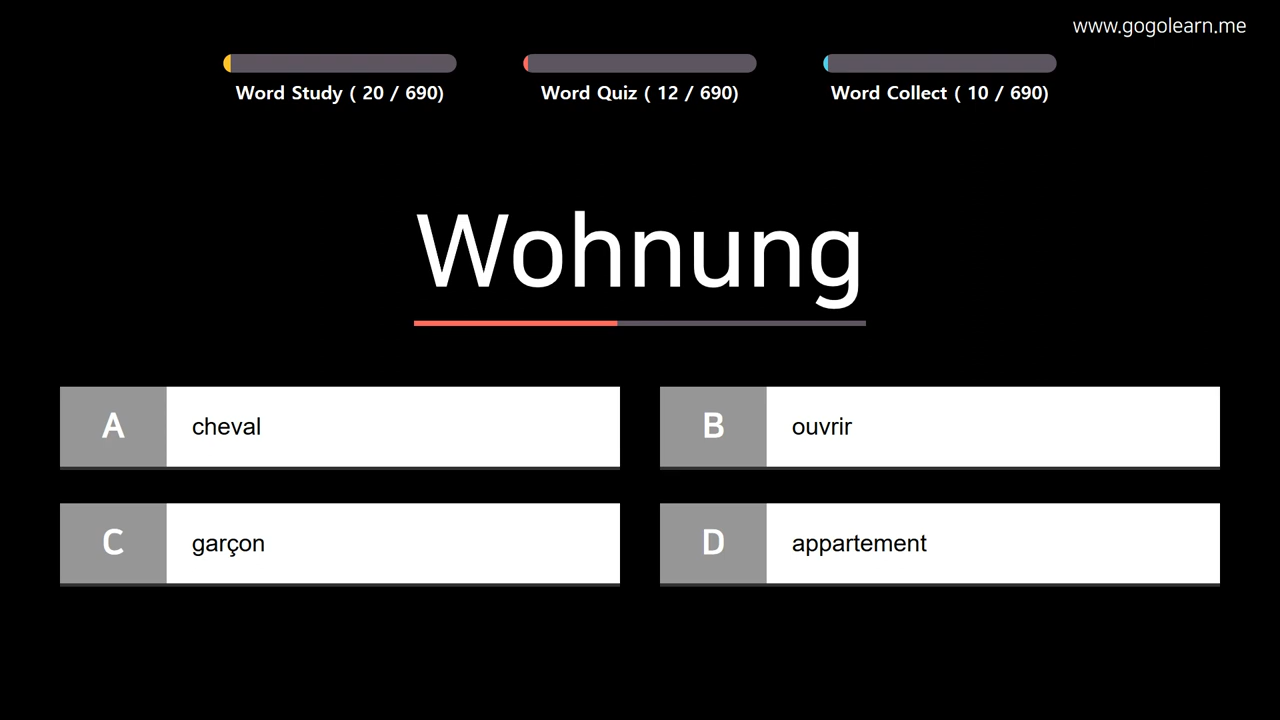 www.gogolearn.me
Word Study ( 20 / 690)
Word Quiz ( 12 / 690)
Word Collect ( 10 / 690)
Wohnung
A cheval
B ouvrir
C garçon
D appartement